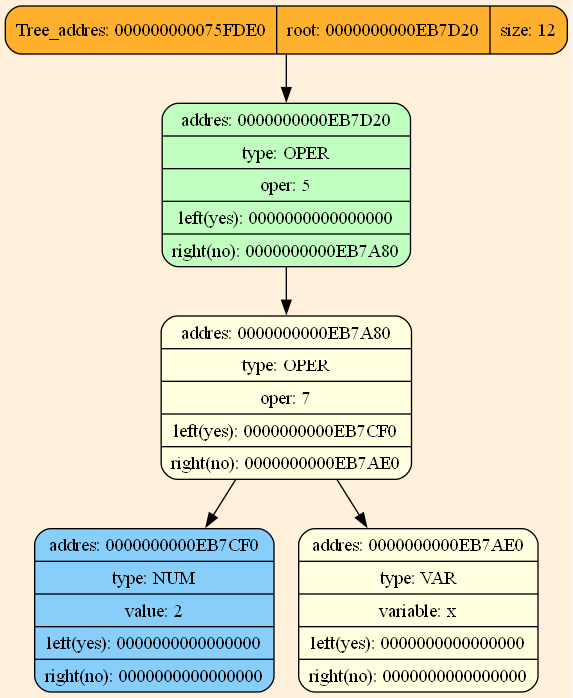 Tree_addres: 000000000075FDE0 root: 0000000000EB7D20 size: 12
addres: 0000000000EB7D20
type: OPER
oper: 5
left(yes): 0000000000000000
right(no): 0000000000EB7A80
addres: 0000000000EB7A80
type: OPER
oper: 7
left(yes): 0000000000EB7CF0
right(no): 0000000000EB7AE0
addres: 0000000000EB7CF0
type: NUM
value: 2
left(yes): 0000000000000000
right(no): 0000000000000000
addres: 0000000000EB7AE0
type: VAR
variable: x
left(yes): 0000000000000000
right(no): 0000000000000000